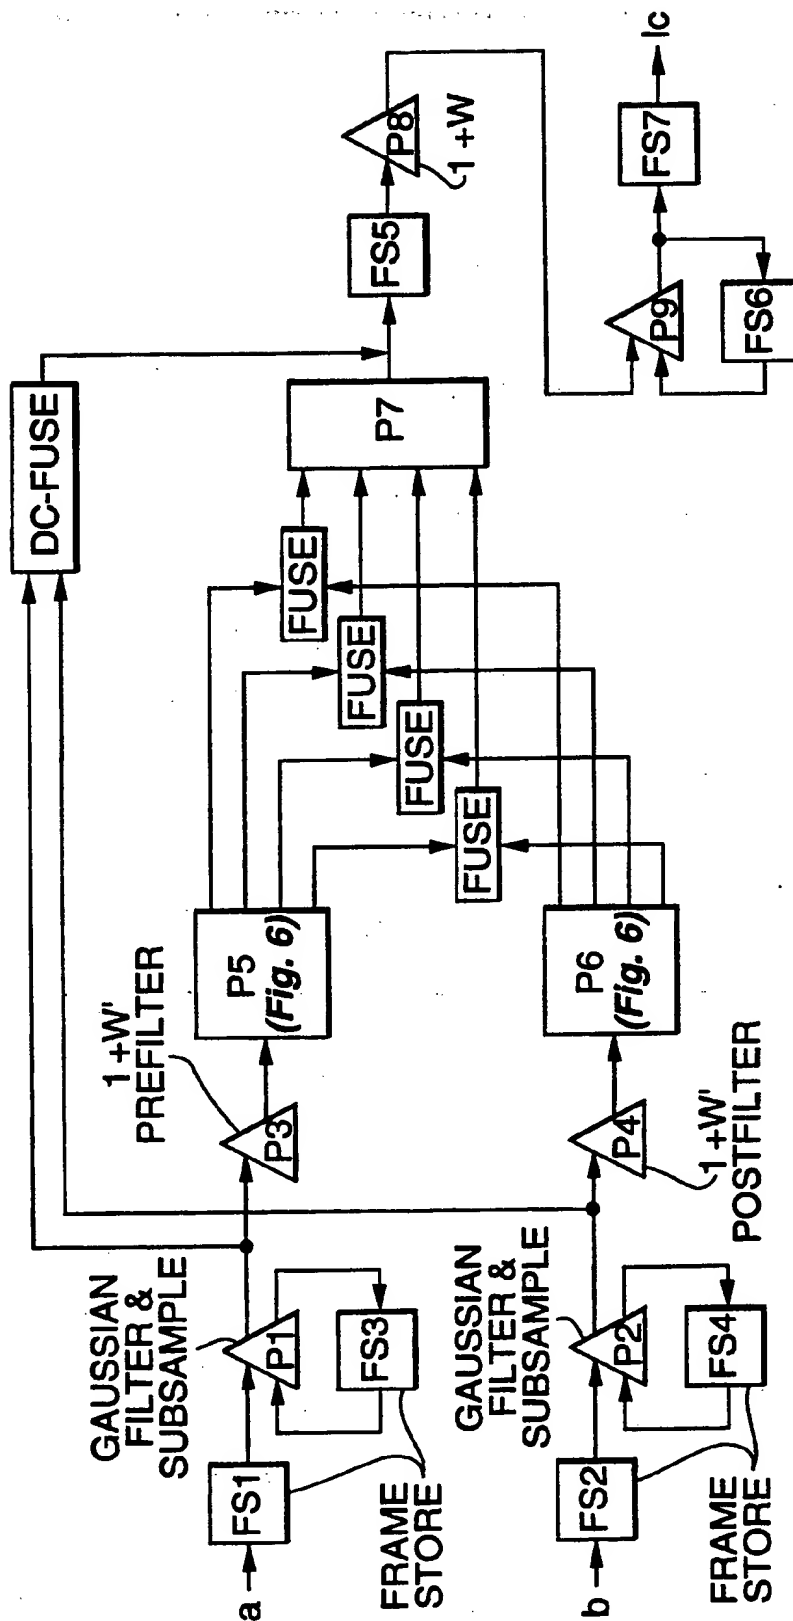 a
FS1
FRAME
STORE
GAUSSIAN
FILTER &
SUBSAMPLE
P1
FS3
1+W'
PREFILTER
P3
P5
(Fig. 6)
DC-FUSE
FUSE
FUSE
FUSE
FUSE
P7
FS5
P8
1+W
b
FS2
FRAME
STORE
GAUSSIAN
FILTER &
SUBSAMPLE
P2
FS4
P4
1+W'
POSTFILTER
P6
(Fig. 6)
P9
FS6
FS7
Ic